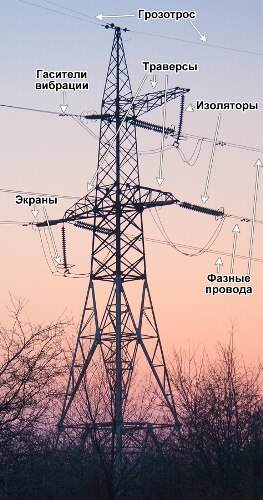 Грозотрос
Гасители
вибрации
Траверсы
Изоляторы
Экраны
Фазные
провода